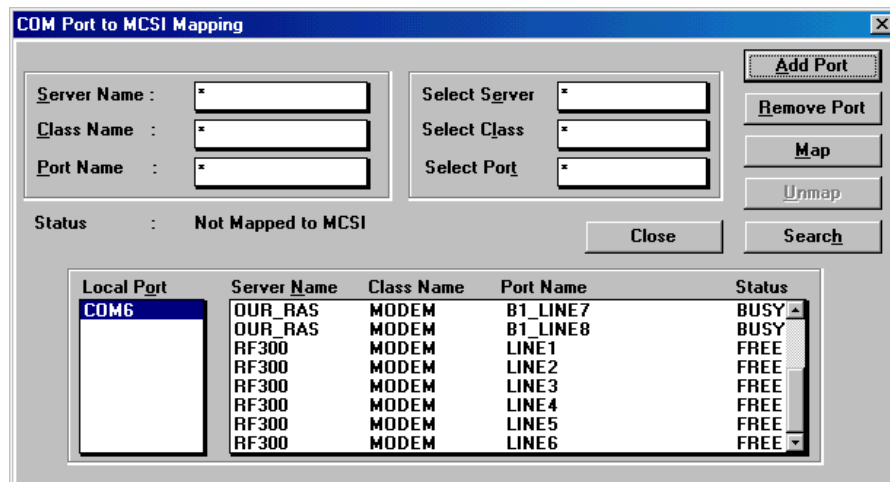 COM Port to MCSI Mapping
Server Name : *
Class Name : *
Port Name : *
Select Server *
Select Class *
Select Port *
Add Port
Remove Port
Map
Unmap
Search
Status : Not Mapped to MCSI
Close
Local Port
COM6
Server Name Class Name Port Name Status
OUR_RAS MODEM B1_LINE7 BUSY
OUR_RAS MODEM B1_LINE8 BUSY
RF300 MODEM LINE1 FREE
RF300 MODEM LINE2 FREE
RF300 MODEM LINE3 FREE
RF300 MODEM LINE4 FREE
RF300 MODEM LINE5 FREE
RF300 MODEM LINE6 FREE